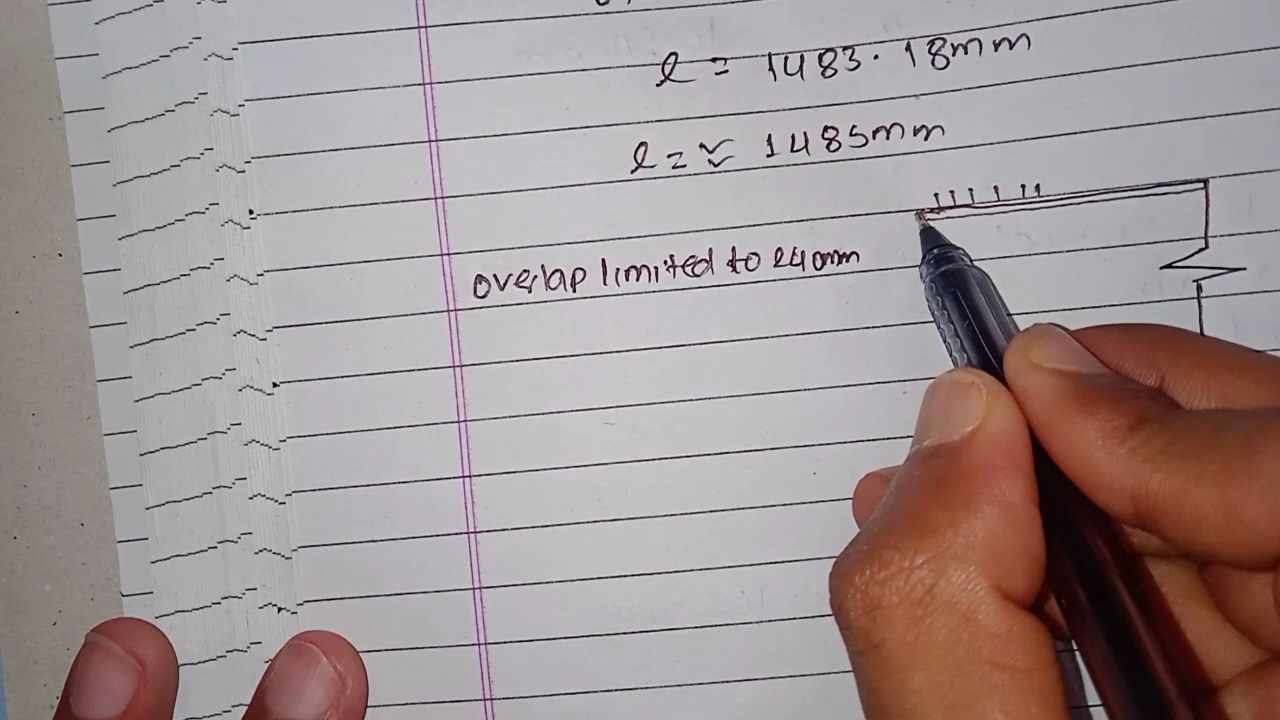 l = 1483.18mm
l = ≈ 1485mm
overlap limited to 240mm